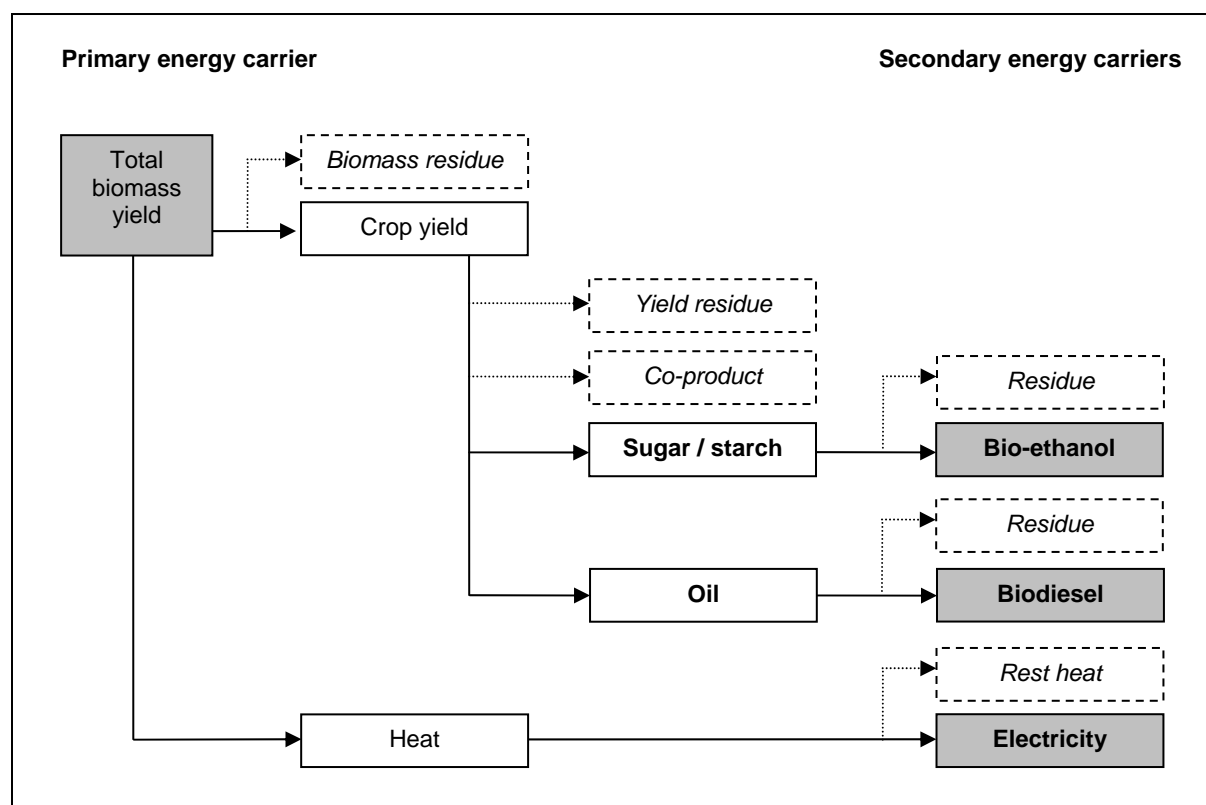 Primary energy carrier
Secondary energy carriers
Total
biomass
yield
Biomass residue
Crop yield
Yield residue
Co-product
Residue
Sugar / starch
Bio-ethanol
Residue
Oil
Biodiesel
Rest heat
Heat
Electricity